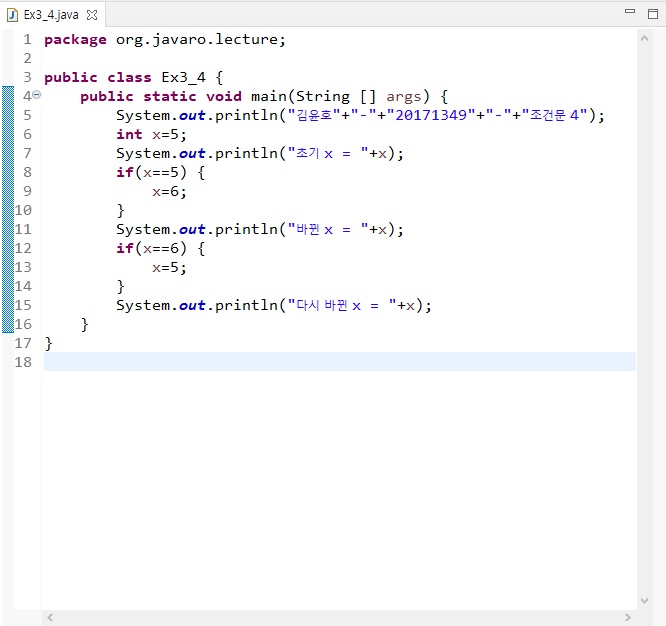 Ex3_4.java
1 package org.javaro.lecture;
2
3 public class Ex3_4 {
4     public static void main(String [] args) {
5         System.out.println("김윤호"+"-"+"20171349"+"-"+"조건문 4");
6         int x=5;
7         System.out.println("초기 x = "+x);
8         if(x==5) {
9             x=6;
10         }
11         System.out.println("바뀐 x = "+x);
12         if(x==6) {
13             x=5;
14         }
15         System.out.println("다시 바뀐 x = "+x);
16     }
17 }
18